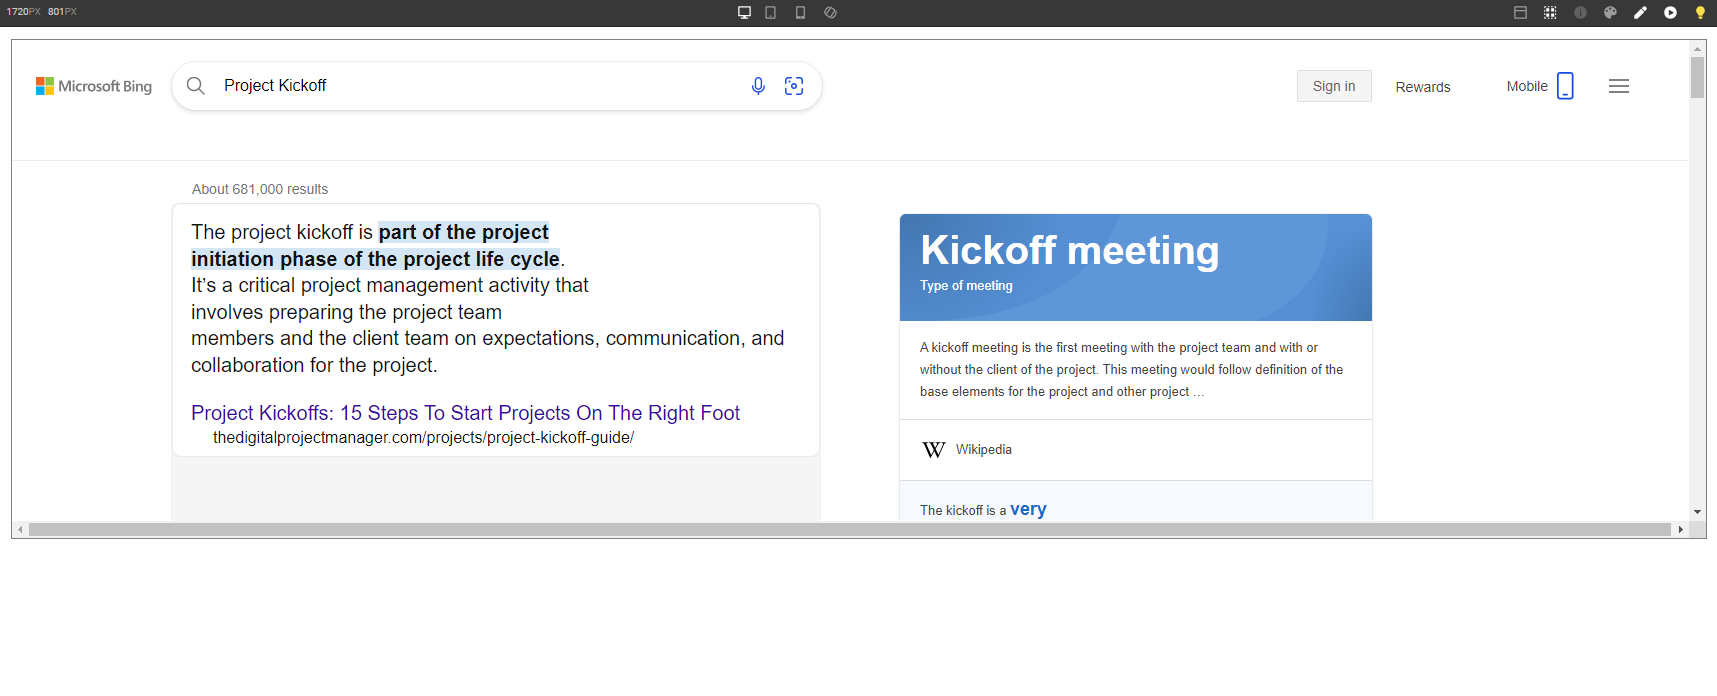 1720PX 801PX
Microsoft Bing
Project Kickoff
Sign in
Rewards
Mobile
About 681,000 results
The project kickoff is part of the project
initiation phase of the project life cycle.
It’s a critical project management activity that
involves preparing the project team
members and the client team on expectations, communication, and
collaboration for the project.
Project Kickoffs: 15 Steps To Start Projects On The Right Foot
thedigitalprojectmanager.com/projects/project-kickoff-guide/
Kickoff meeting
Type of meeting
A kickoff meeting is the first meeting with the project team and with or
without the client of the project. This meeting would follow definition of the
base elements for the project and other project …
W Wikipedia
The kickoff is a very